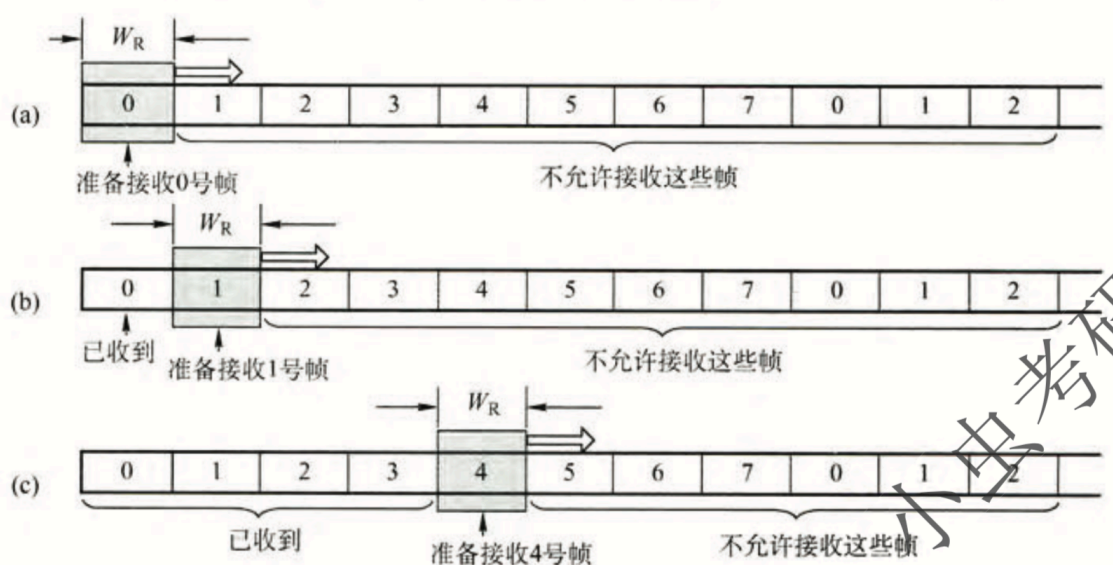 W_R
(a) 0 1 2 3 4 5 6 7 0 1 2
准备接收0号帧 不允许接收这些帧
W_R
(b) 0 1 2 3 4 5 6 7 0 1 2
已收到 准备接收1号帧 不允许接收这些帧
W_R
(c) 0 1 2 3 4 5 6 7 0 1 2
已收到 准备接收4号帧 不允许接收这些帧
小虫考研